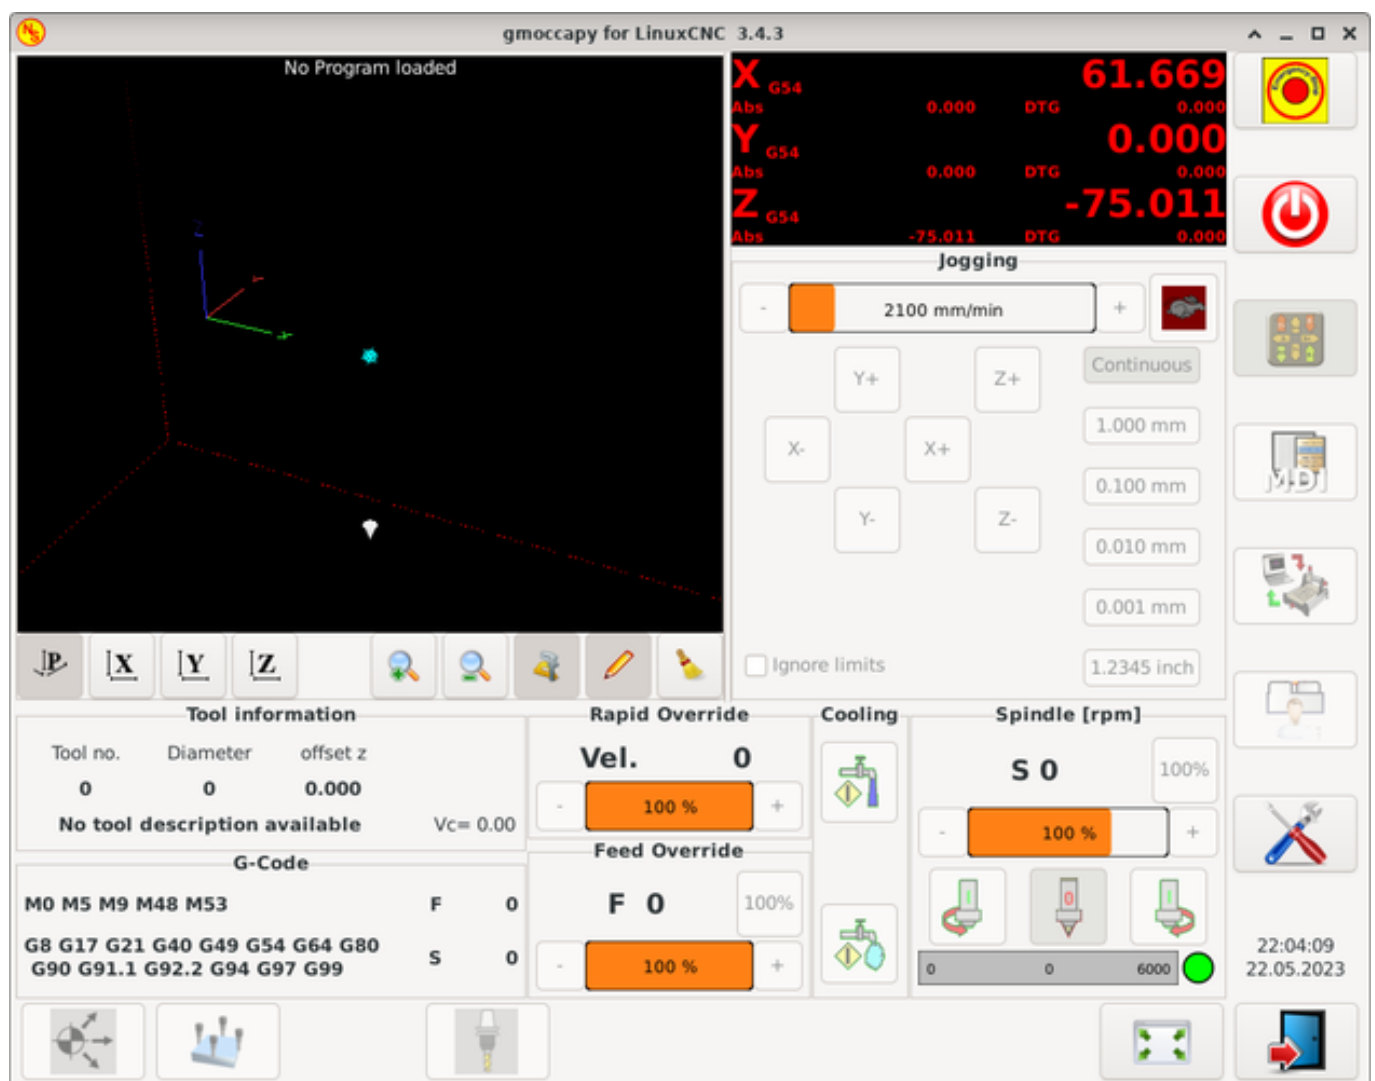 gmoccapy for LinuxCNC 3.4.3
No Program loaded
X G54 61.669
Abs 0.000 DTG 0.000
Y G54 0.000
Abs 0.000 DTG 0.000
Z G54 -75.011
Abs -75.011 DTG 0.000
Jogging
- 2100 mm/min +
Y+ Z+ Continuous
1.000 mm
X- X+
0.100 mm
Y- Z-
0.010 mm
0.001 mm
Ignore limits 1.2345 inch
MDI
P X Y Z
Tool information
Tool no. Diameter offset z
0 0 0.000
No tool description available Vc= 0.00
G-Code
M0 M5 M9 M48 M53 F 0
G8 G17 G21 G40 G49 G54 G64 G80
G90 G91.1 G92.2 G94 G97 G99 S 0
Rapid Override
Vel. 0
- 100 % +
Feed Override
F 0 100%
- 100 % +
Cooling
Spindle [rpm]
S 0 100%
- 100 % +
I 0 I
0 0 6000
22:04:09
22.05.2023